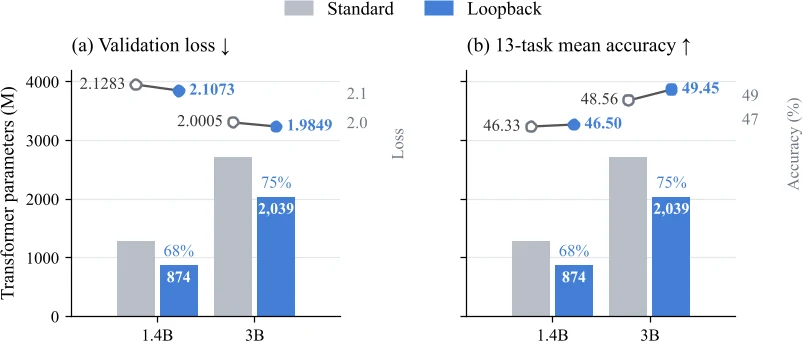 Standard
Loopback
(a) Validation loss ↓
(b) 13-task mean accuracy ↑
Transformer parameters (M)
4000
3000
2000
1000
0
2.1283
2.1073
2.0005
1.9849
2.1
2.0
Loss
68%
874
75%
2,039
1.4B
3B
46.33
46.50
48.56
49.45
49
47
Accuracy (%)
68%
874
75%
2,039
1.4B
3B